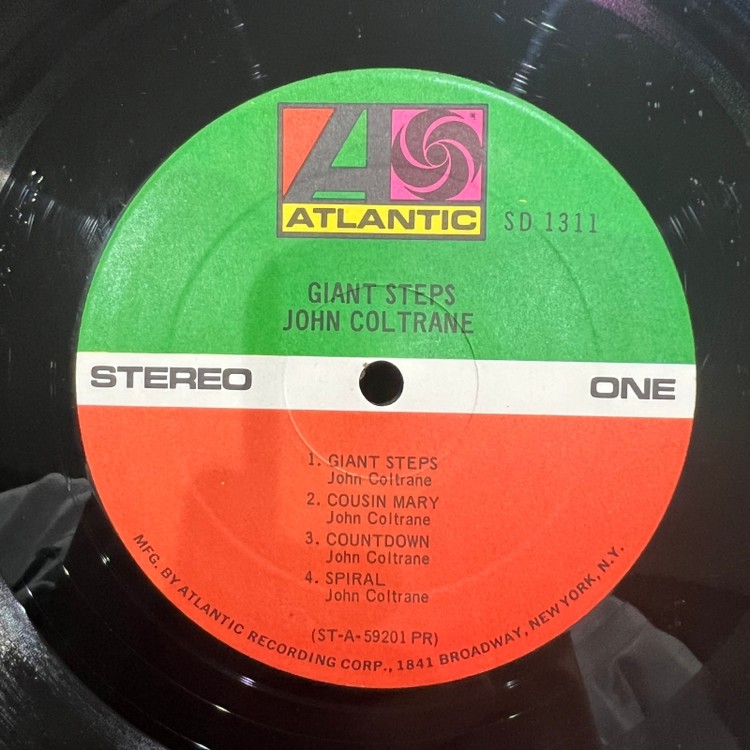 ATLANTIC
SD 1311
GIANT STEPS
JOHN COLTRANE
STEREO
ONE
1. GIANT STEPS
John Coltrane
2. COUSIN MARY
John Coltrane
3. COUNTDOWN
John Coltrane
4. SPIRAL
John Coltrane
(ST-A-59201 PR)
MFG. BY ATLANTIC RECORDING CORP., 1841 BROADWAY, NEW YORK, N.Y.